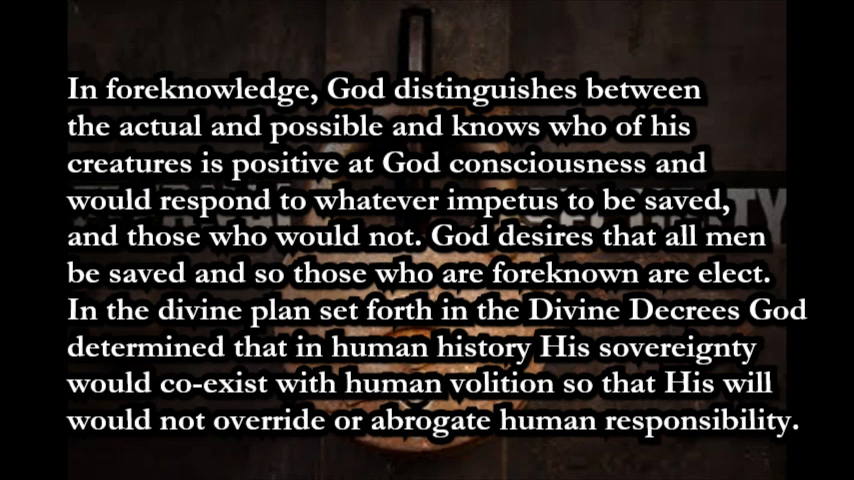 In foreknowledge, God distinguishes between
the actual and possible and knows who of his
creatures is positive at God consciousness and
would respond to whatever impetus to be saved,
and those who would not. God desires that all men
be saved and so those who are foreknown are elect.
In the divine plan set forth in the Divine Decrees God
determined that in human history His sovereignty
would co-exist with human volition so that His will
would not override or abrogate human responsibility.